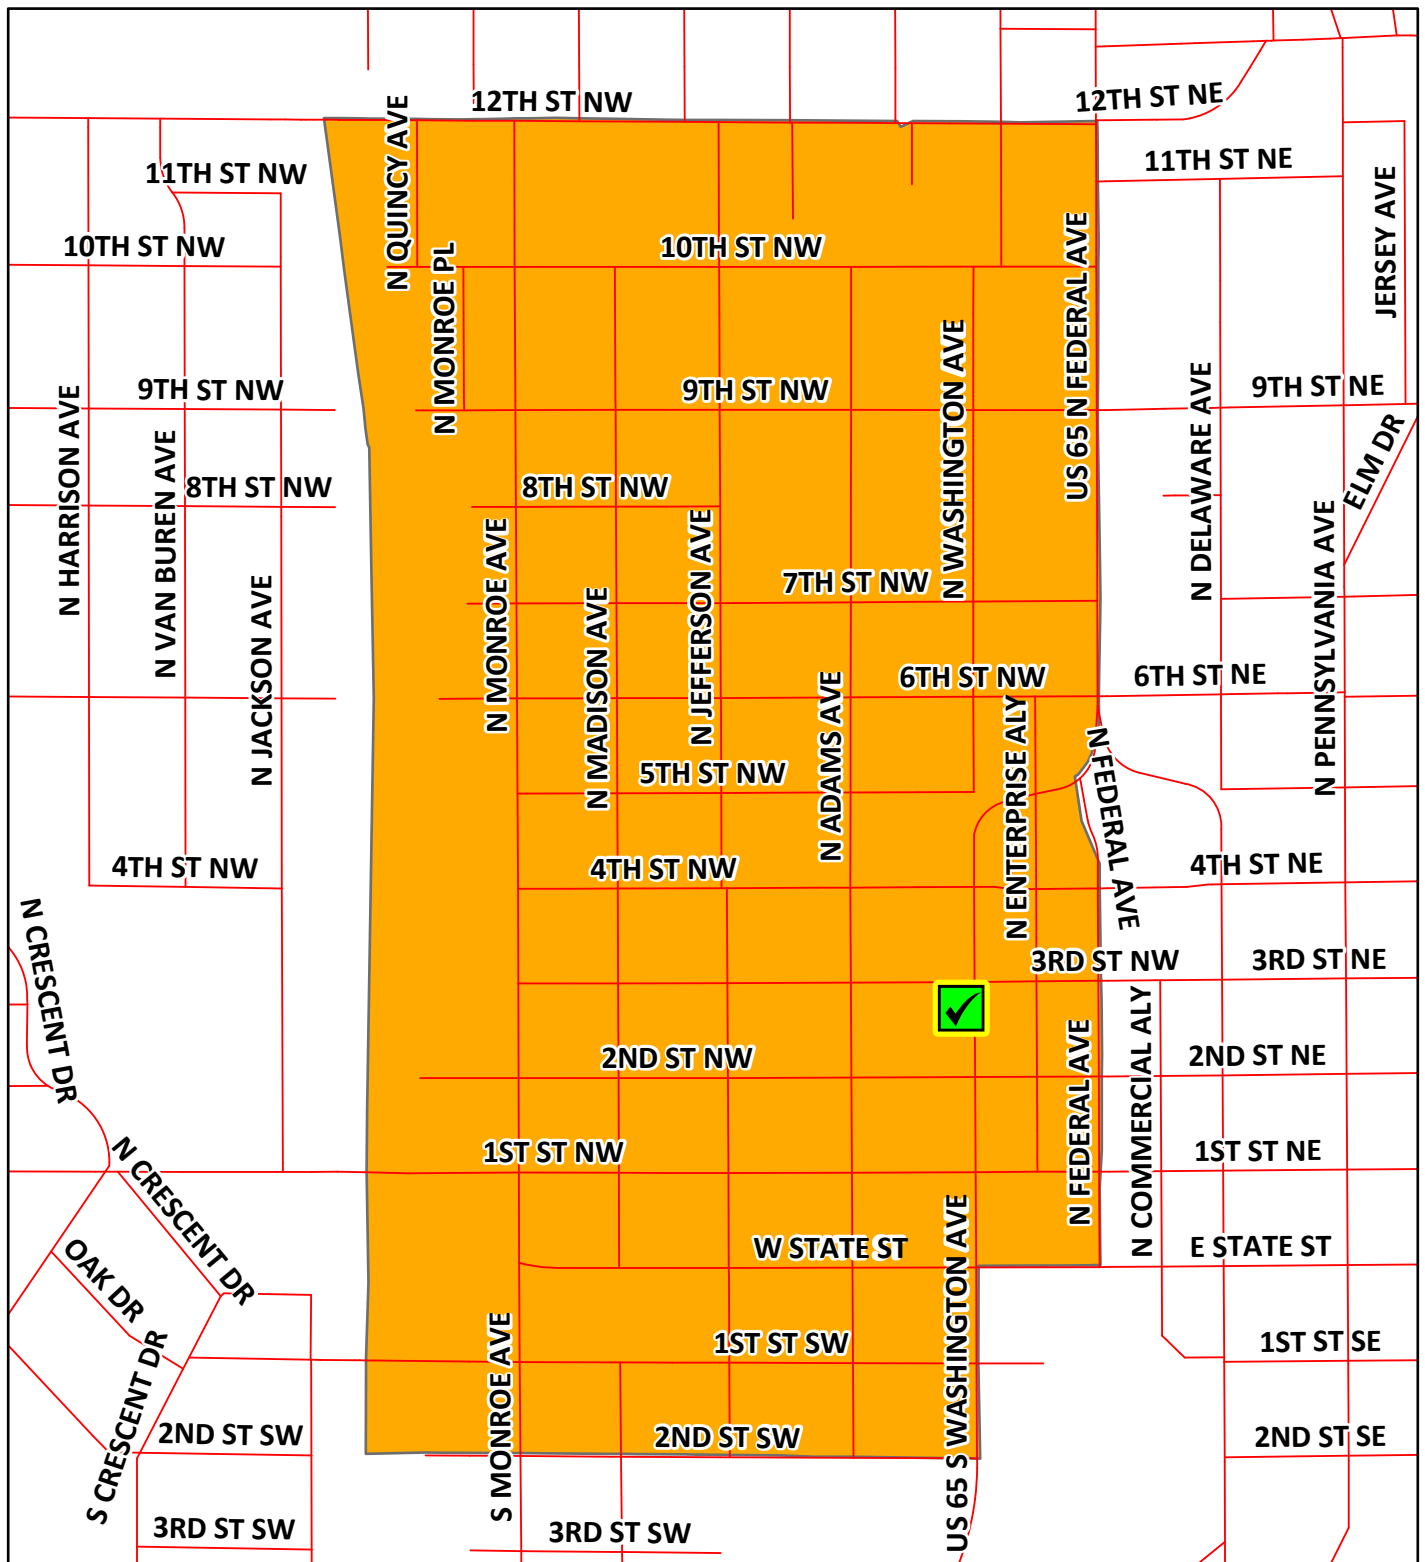 12TH ST NW
12TH ST NE
N QUINCY AVE
11TH ST NW
11TH ST NE
JERSEY AVE
10TH ST NW
10TH ST NW
N MONROE PL
US 65 N FEDERAL AVE
N WASHINGTON AVE
9TH ST NW
9TH ST NW
9TH ST NE
N HARRISON AVE
N VAN BUREN AVE
N DELAWARE AVE
ELM DR
8TH ST NW
8TH ST NW
N MONROE AVE
N JEFFERSON AVE
N PENNSYLVANIA AVE
N JACKSON AVE
N MADISON AVE
7TH ST NW
6TH ST NW
6TH ST NE
N ADAMS AVE
N ENTERPRISE ALY
N FEDERAL AVE
5TH ST NW
4TH ST NW
4TH ST NW
4TH ST NE
N CRESCENT DR
3RD ST NW
3RD ST NE
N COMMERCIAL ALY
N FEDERAL AVE
2ND ST NW
2ND ST NE
N CRESCENT DR
1ST ST NW
1ST ST NE
US 65 S WASHINGTON AVE
OAK DR
W STATE ST
E STATE ST
S MONROE AVE
S CRESCENT DR
1ST ST SW
1ST ST SE
2ND ST SW
2ND ST SW
2ND ST SE
3RD ST SW
3RD ST SW